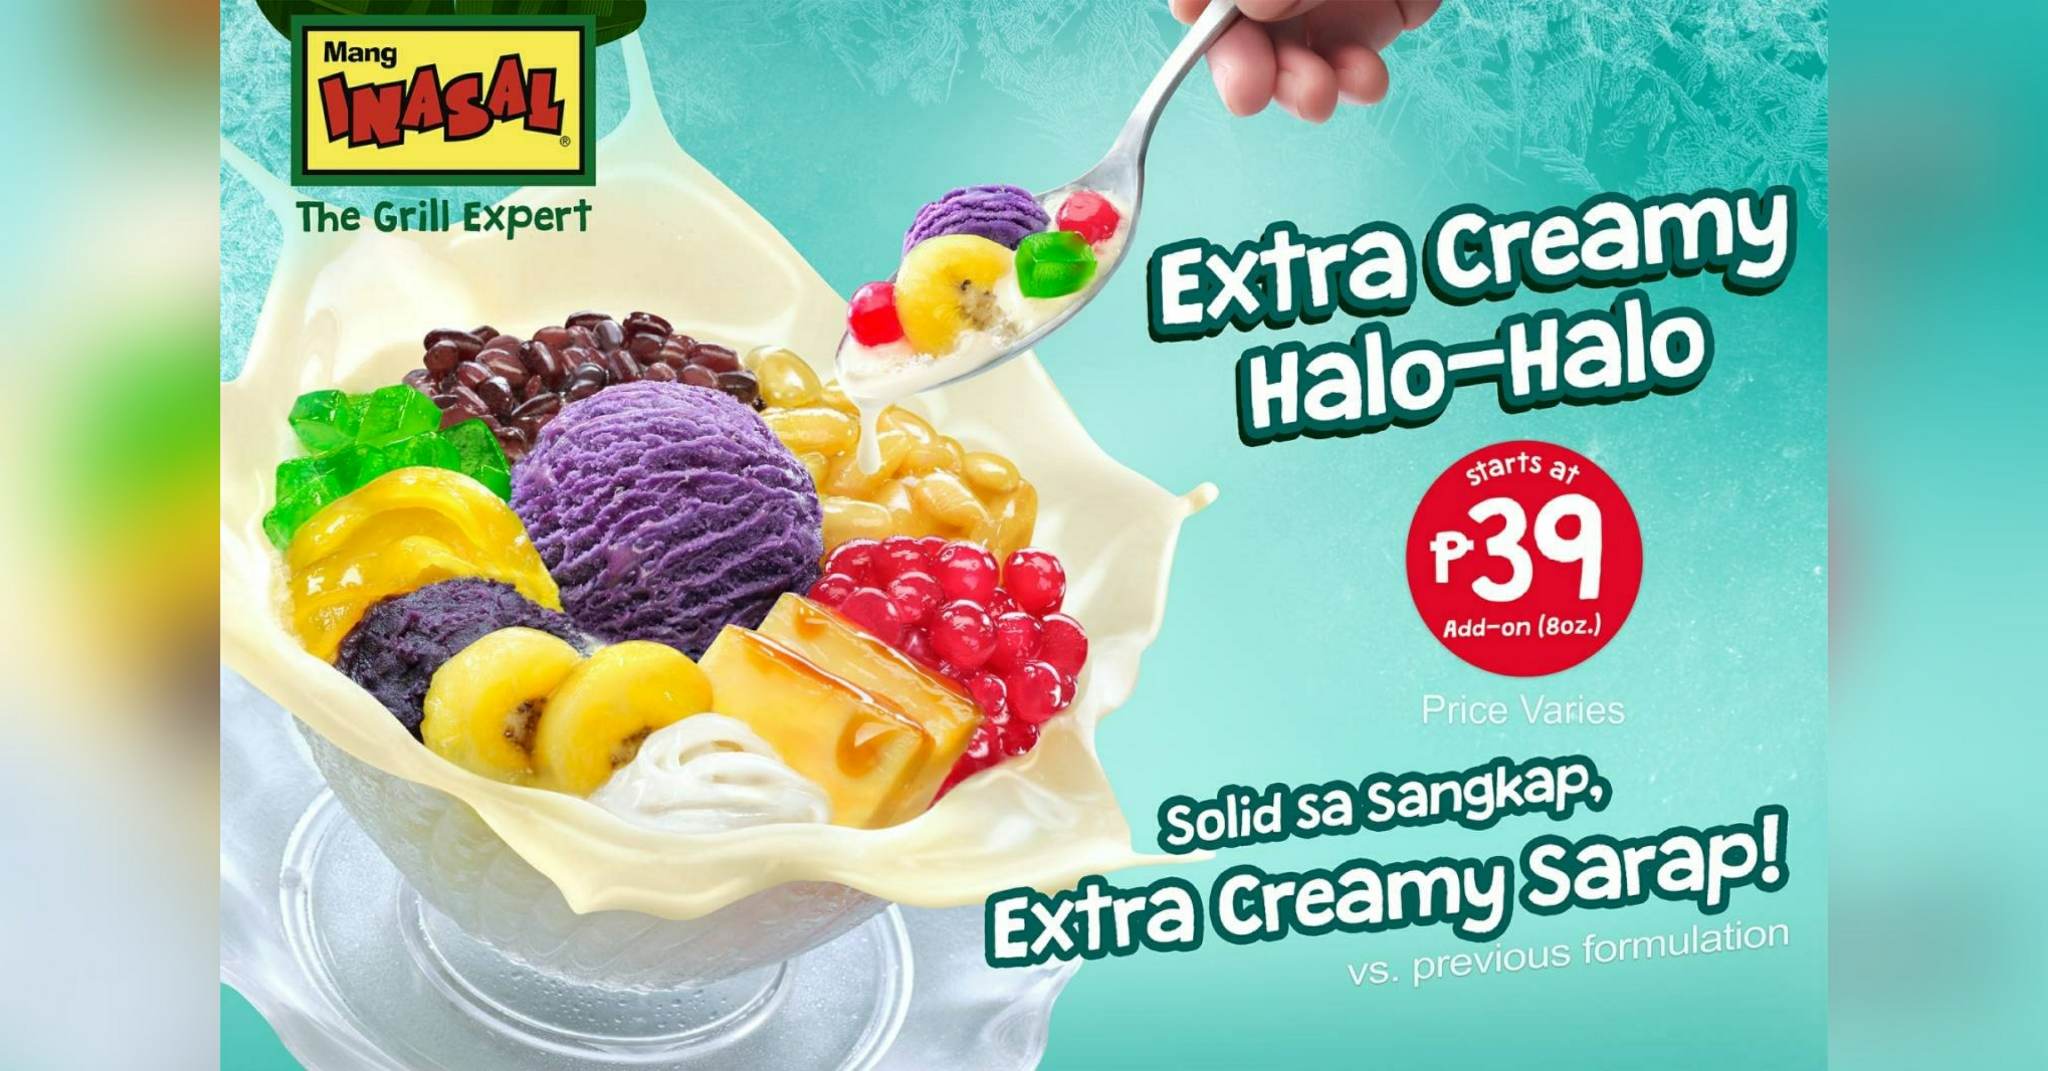 Mang
INASAL®
The Grill Expert
Extra Creamy
Halo-Halo
starts at
₱39
Add-on (8oz.)
Price Varies
Solid sa Sangkap,
Extra Creamy Sarap!
vs. previous formulation